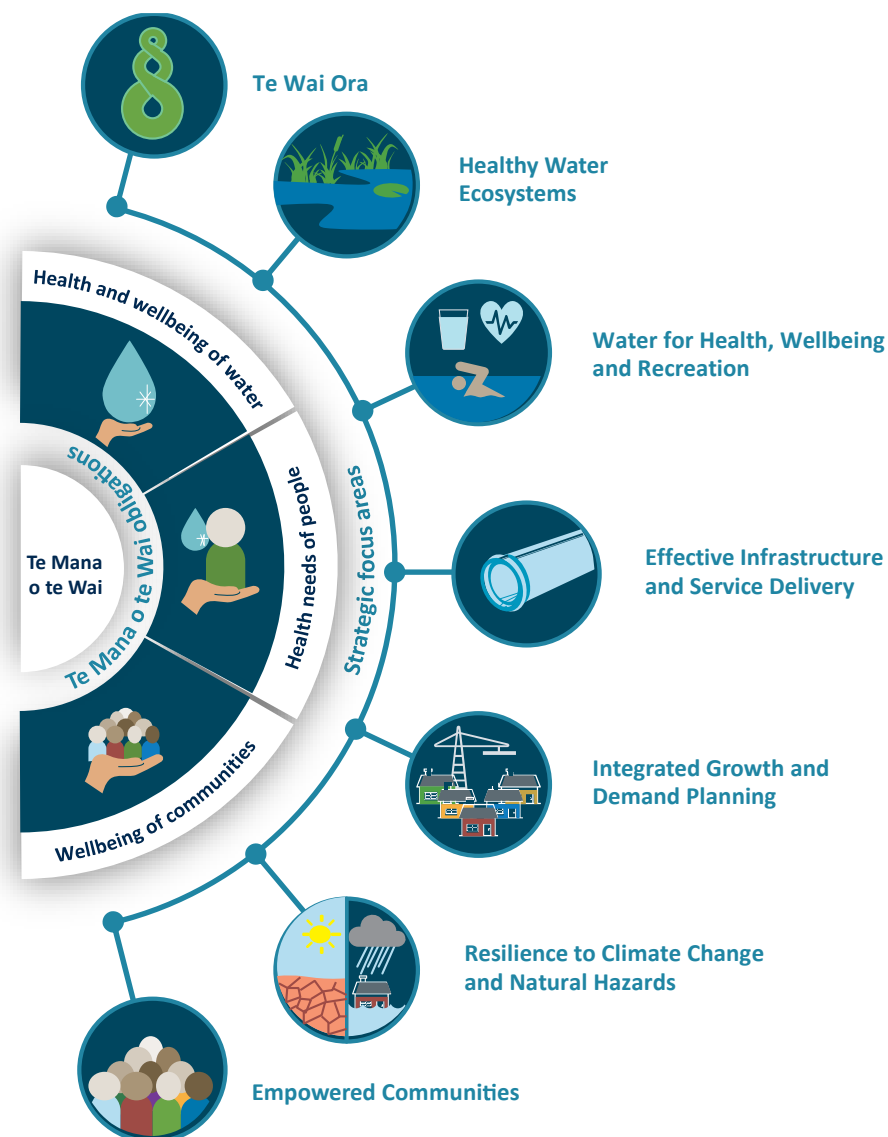 Te Wai Ora
Healthy Water
Ecosystems
Water for Health, Wellbeing
and Recreation
Effective Infrastructure
and Service Delivery
Integrated Growth and
Demand Planning
Resilience to Climate Change
and Natural Hazards
Empowered Communities
Strategic focus areas
Health and wellbeing of water
Health needs of people
Wellbeing of communities
Te Mana o te Wai obligations
Te Mana
o te Wai